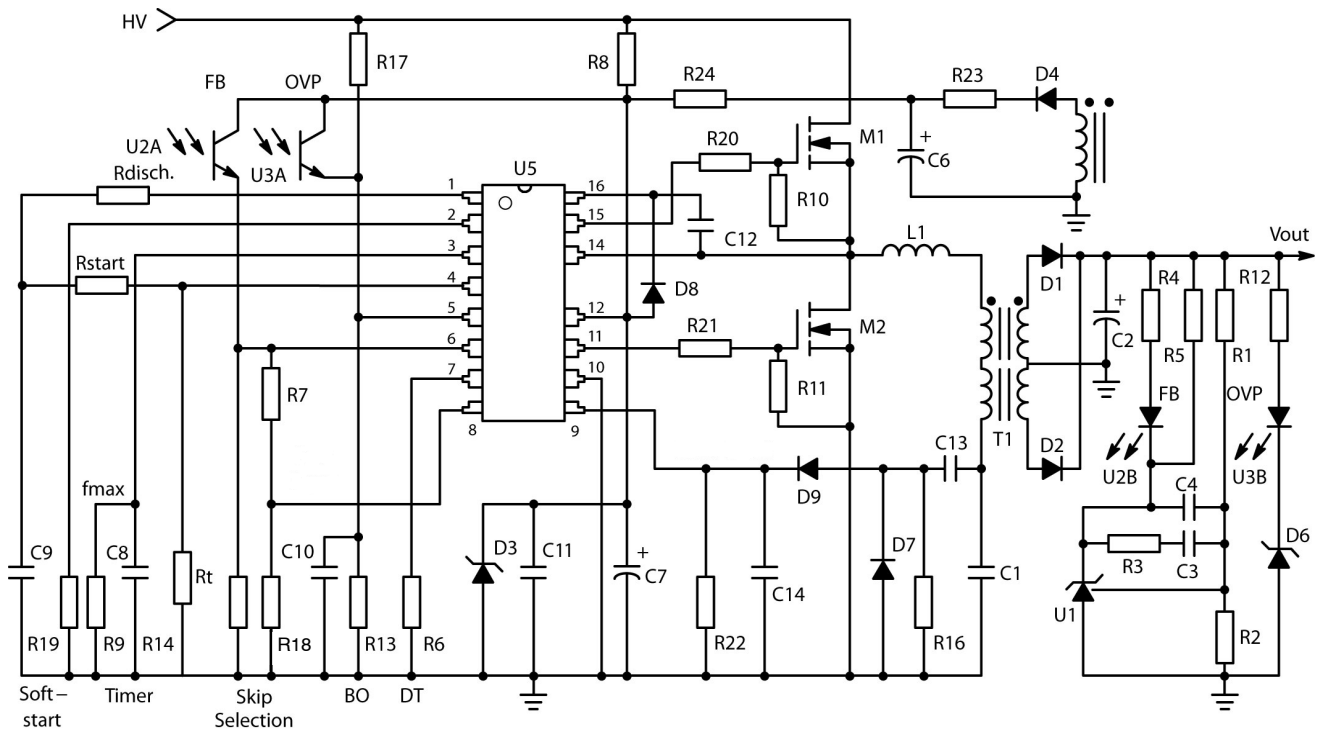 HV
R17
R8
FB
OVP
R24
R23
D4
U2A
U3A
Rdisch.
U5
R20
M1
C6
R10
1
2
3
4
5
6
7
8
16
15
14
12
11
10
9
C12
L1
Vout
Rstart
D8
D1
R4
R12
C2
R5
R1
R21
M2
R7
R11
FB
OVP
T1
C13
D2
U2B
U3B
D9
C4
fmax
D3
C11
C7
D7
C1
R3
C3
D6
C9
C8
Rt
C10
C14
U1
R19
R9
R14
R18
R13
R6
R22
R16
R2
Soft–
start
Timer
Skip
Selection
BO
DT
+
+
+